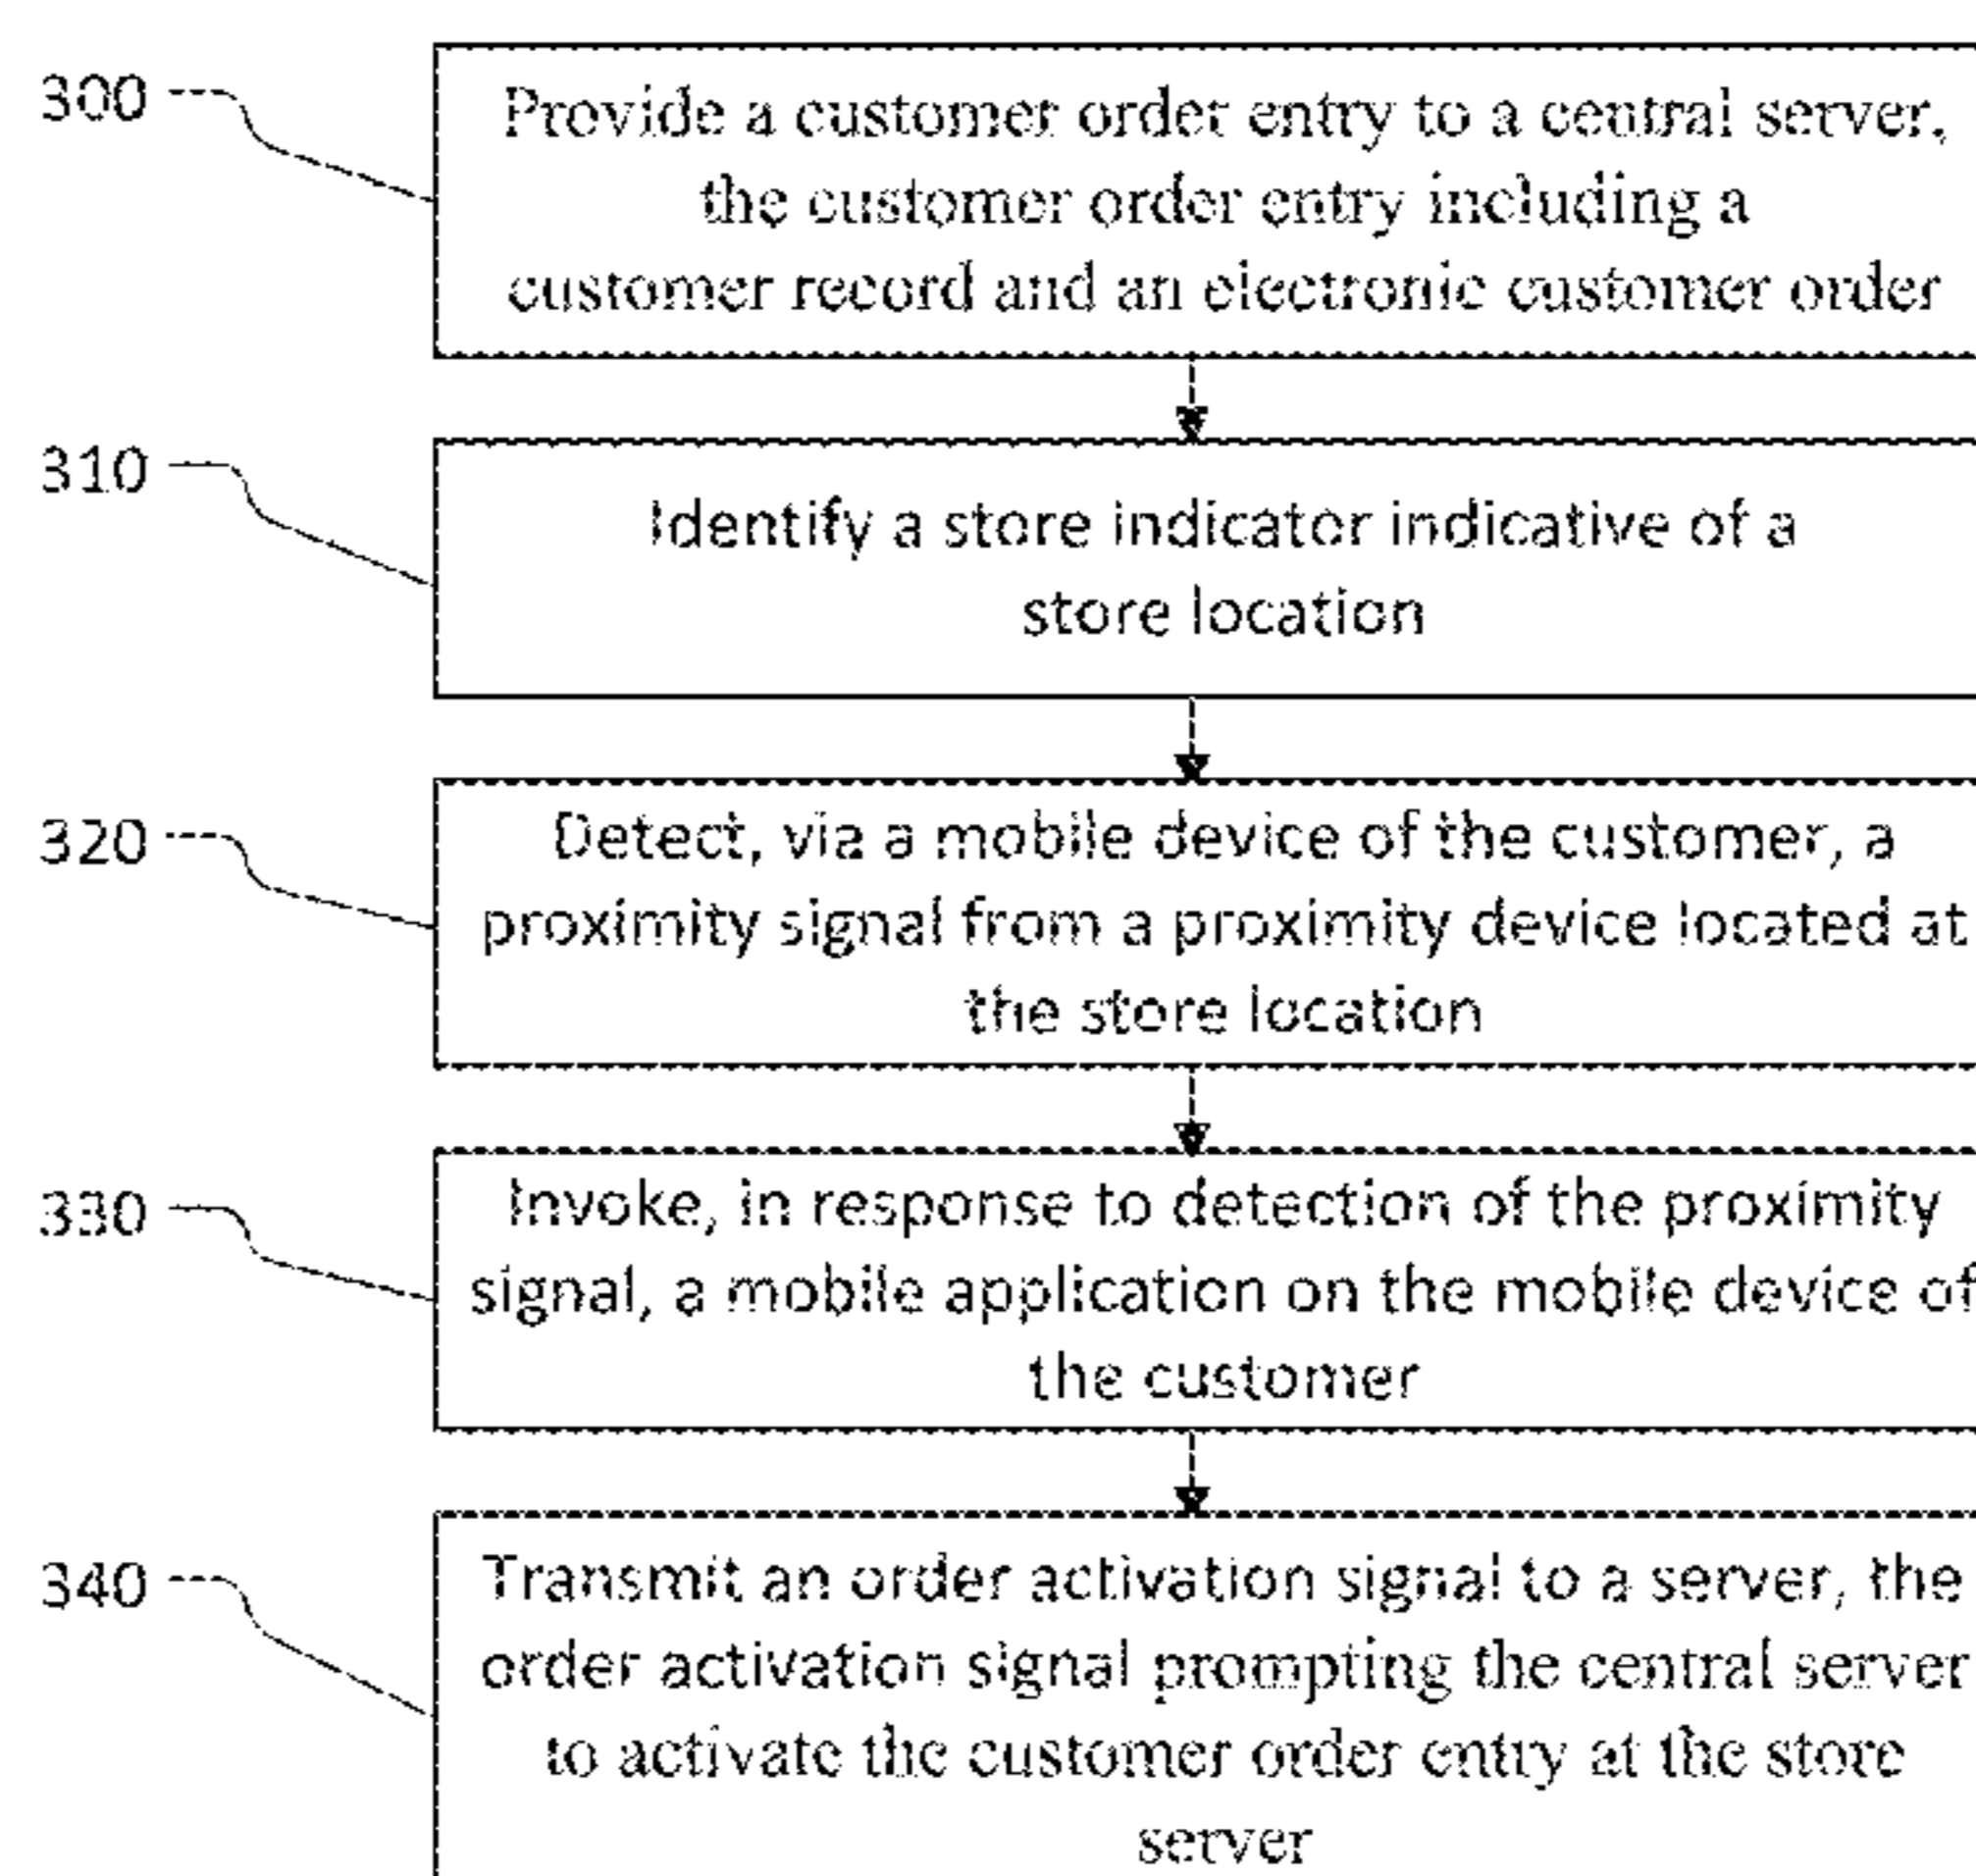 300
Provide a customer order entry to a central server,
the customer order entry including a
customer record and an electronic customer order
310
Identify a store indicator indicative of a
store location
320
Detect, via a mobile device of the customer, a
proximity signal from a proximity device located at
the store location
330
Invoke, in response to detection of the proximity
signal, a mobile application on the mobile device of
the customer
340
Transmit an order activation signal to a server, the
order activation signal prompting the central server
to activate the customer order entry at the store
server